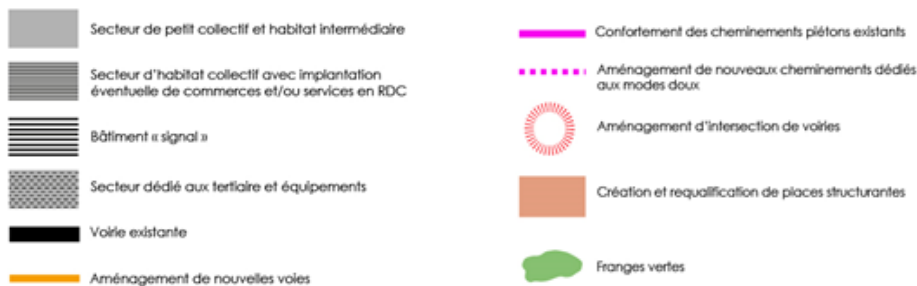 Secteur de petit collectif et habitat intermédiaire
Secteur d'habitat collectif avec implantation
éventuelle de commerces et/ou services en RDC
Bâtiment « signal »
Secteur dédié aux tertiaire et équipements
Voirie existante
Aménagement de nouvelles voies
Confortement des cheminements piétons existants
Aménagement de nouveaux cheminements dédiés
aux modes doux
Aménagement d'intersection de voiries
Création et requalification de places structurantes
Franges vertes